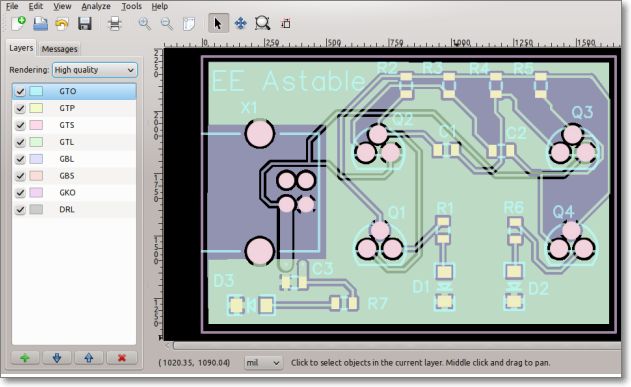 File Edit View Analyze Tools Help
Layers Messages
Rendering: High quality
GTO
GTP
GTS
GTL
GBL
GBS
GKO
DRL
0 250 500 750 1000 1250 1500
EE Astable
R2 R3 R4 R5
X1
Q2 C1 C2 Q3
Q1 R1 R6 Q4
D3 C3 D1 D2
R7
(1020.35, 1090.04) mil Click to select objects in the current layer. Middle click and drag to pan.